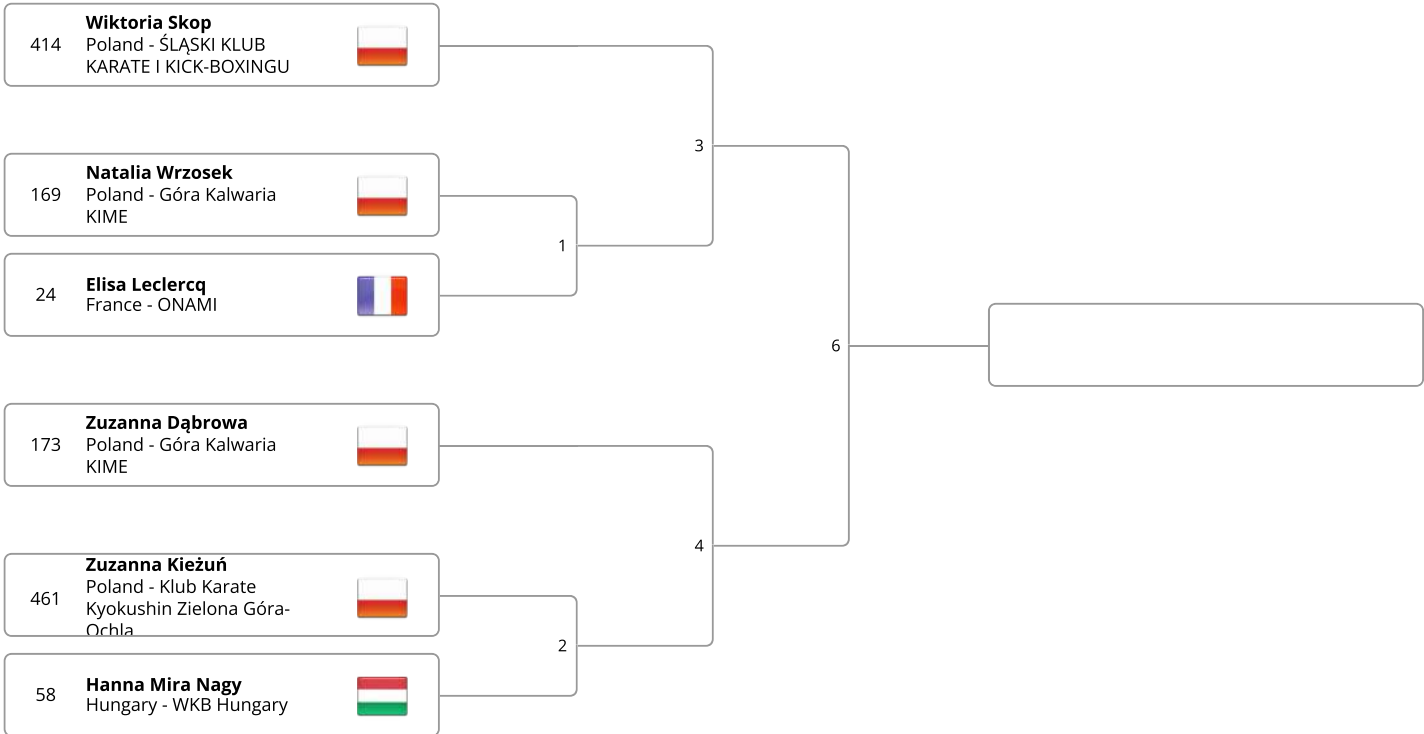 414
Wiktoria Skop
Poland - ŚLĄSKI KLUB
KARATE I KICK-BOXINGU
3
169
Natalia Wrzosek
Poland - Góra Kalwaria
KIME
1
24
Elisa Leclercq
France - ONAMI
6
173
Zuzanna Dąbrowa
Poland - Góra Kalwaria
KIME
4
461
Zuzanna Kieżuń
Poland - Klub Karate
Kyokushin Zielona Góra-
Ochla
2
58
Hanna Mira Nagy
Hungary - WKB Hungary